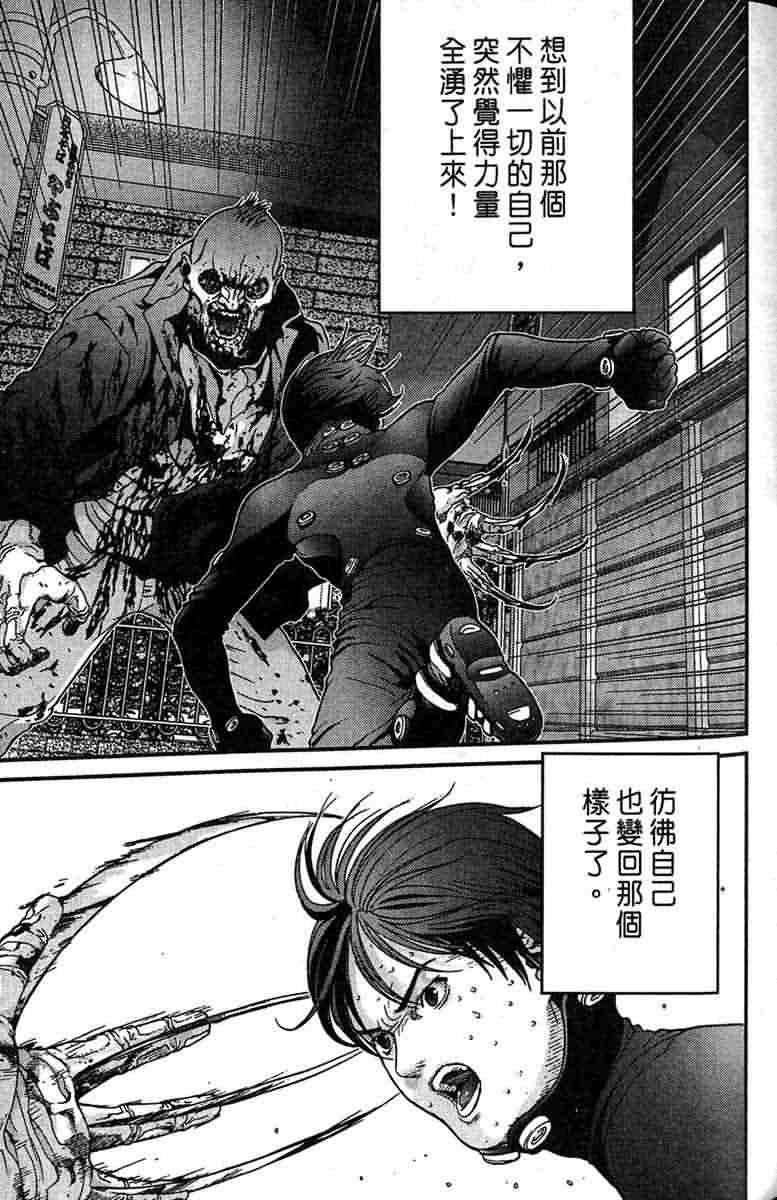 想到以前那個
不懼一切的自己，
突然覺得力量
全湧了上來！
彷彿自己
也變回那個
樣子了。